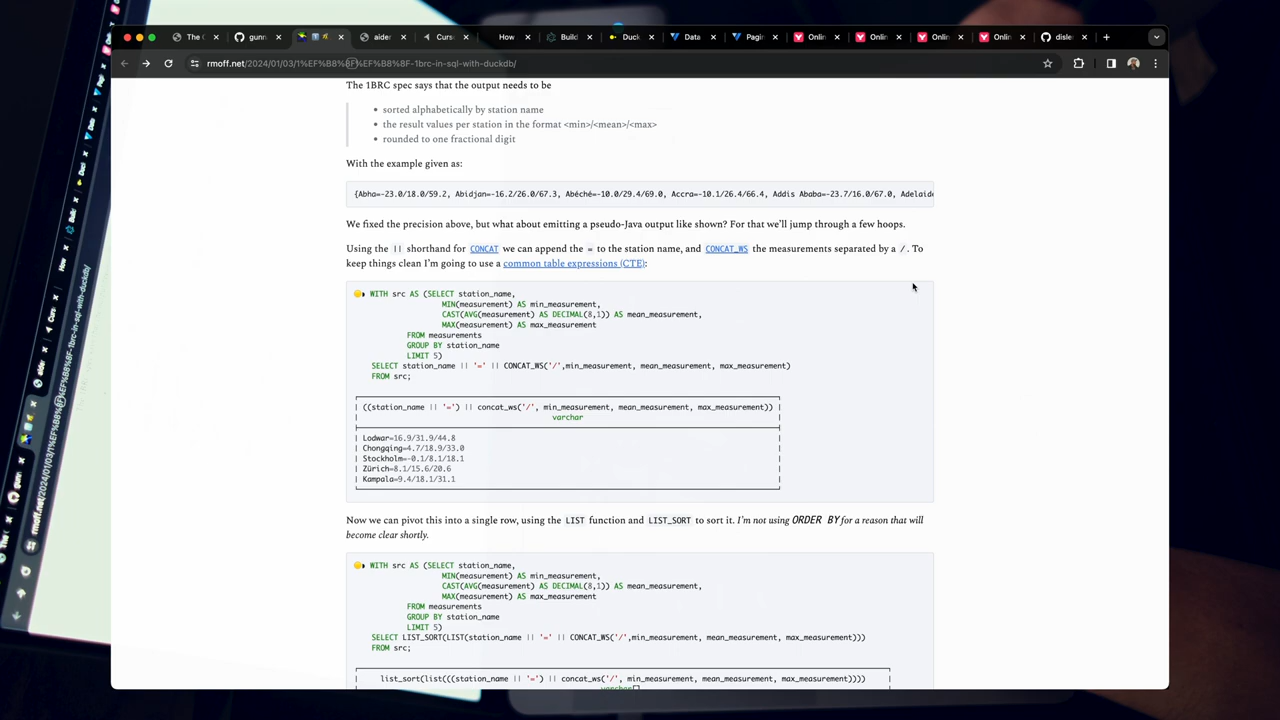 The C
gunn
aider
Curs
How
Build
Duck
Data
Pagin
Onlin
Onlin
Onlin
Onlin
disle
rmoff.net/2024/01/03/1%EF%B8%8F%EF%B8%8F-1brc-in-sql-with-duckdb/
The 1BRC spec says that the output needs to be
• sorted alphabetically by station name
• the result values per station in the format <min>/<mean>/<max>
• rounded to one fractional digit
With the example given as:
{Abha=-23.0/18.0/59.2, Abidjan=-16.2/26.0/67.3, Abéché=-10.0/29.4/69.0, Accra=-10.1/26.4/66.4, Addis Ababa=-23.7/16.0/67.0, Adelaide
We fixed the precision above, but what about emitting a pseudo-Java output like shown? For that we'll jump through a few hoops.
Using the || shorthand for CONCAT we can append the = to the station name, and CONCAT_WS the measurements separated by a /. To
keep things clean I'm going to use a common table expressions (CTE):
WITH src AS (SELECT station_name,
MIN(measurement) AS min_measurement,
CAST(AVG(measurement) AS DECIMAL(8,1)) AS mean_measurement,
MAX(measurement) AS max_measurement
FROM measurements
GROUP BY station_name
LIMIT 5)
SELECT station_name || '=' || CONCAT_WS('/',min_measurement, mean_measurement, max_measurement)
FROM src;
((station_name || '=') || concat_ws('/', min_measurement, mean_measurement, max_measurement))
varchar
Lodwar=16.9/31.9/44.8
Chongqing=4.7/18.9/33.0
Stockholm=-0.1/8.1/18.1
Zürich=8.1/15.6/20.6
Kampala=9.4/18.1/31.1
Now we can pivot this into a single row, using the LIST function and LIST_SORT to sort it. I'm not using ORDER BY for a reason that will
become clear shortly.
WITH src AS (SELECT station_name,
MIN(measurement) AS min_measurement,
CAST(AVG(measurement) AS DECIMAL(8,1)) AS mean_measurement,
MAX(measurement) AS max_measurement
FROM measurements
GROUP BY station_name
LIMIT 5)
SELECT LIST_SORT(LIST(station_name || '=' || CONCAT_WS('/',min_measurement, mean_measurement, max_measurement)))
FROM src;
list_sort(list(((station_name || '=') || concat_ws('/', min_measurement, mean_measurement, max_measurement))))
varchar[]